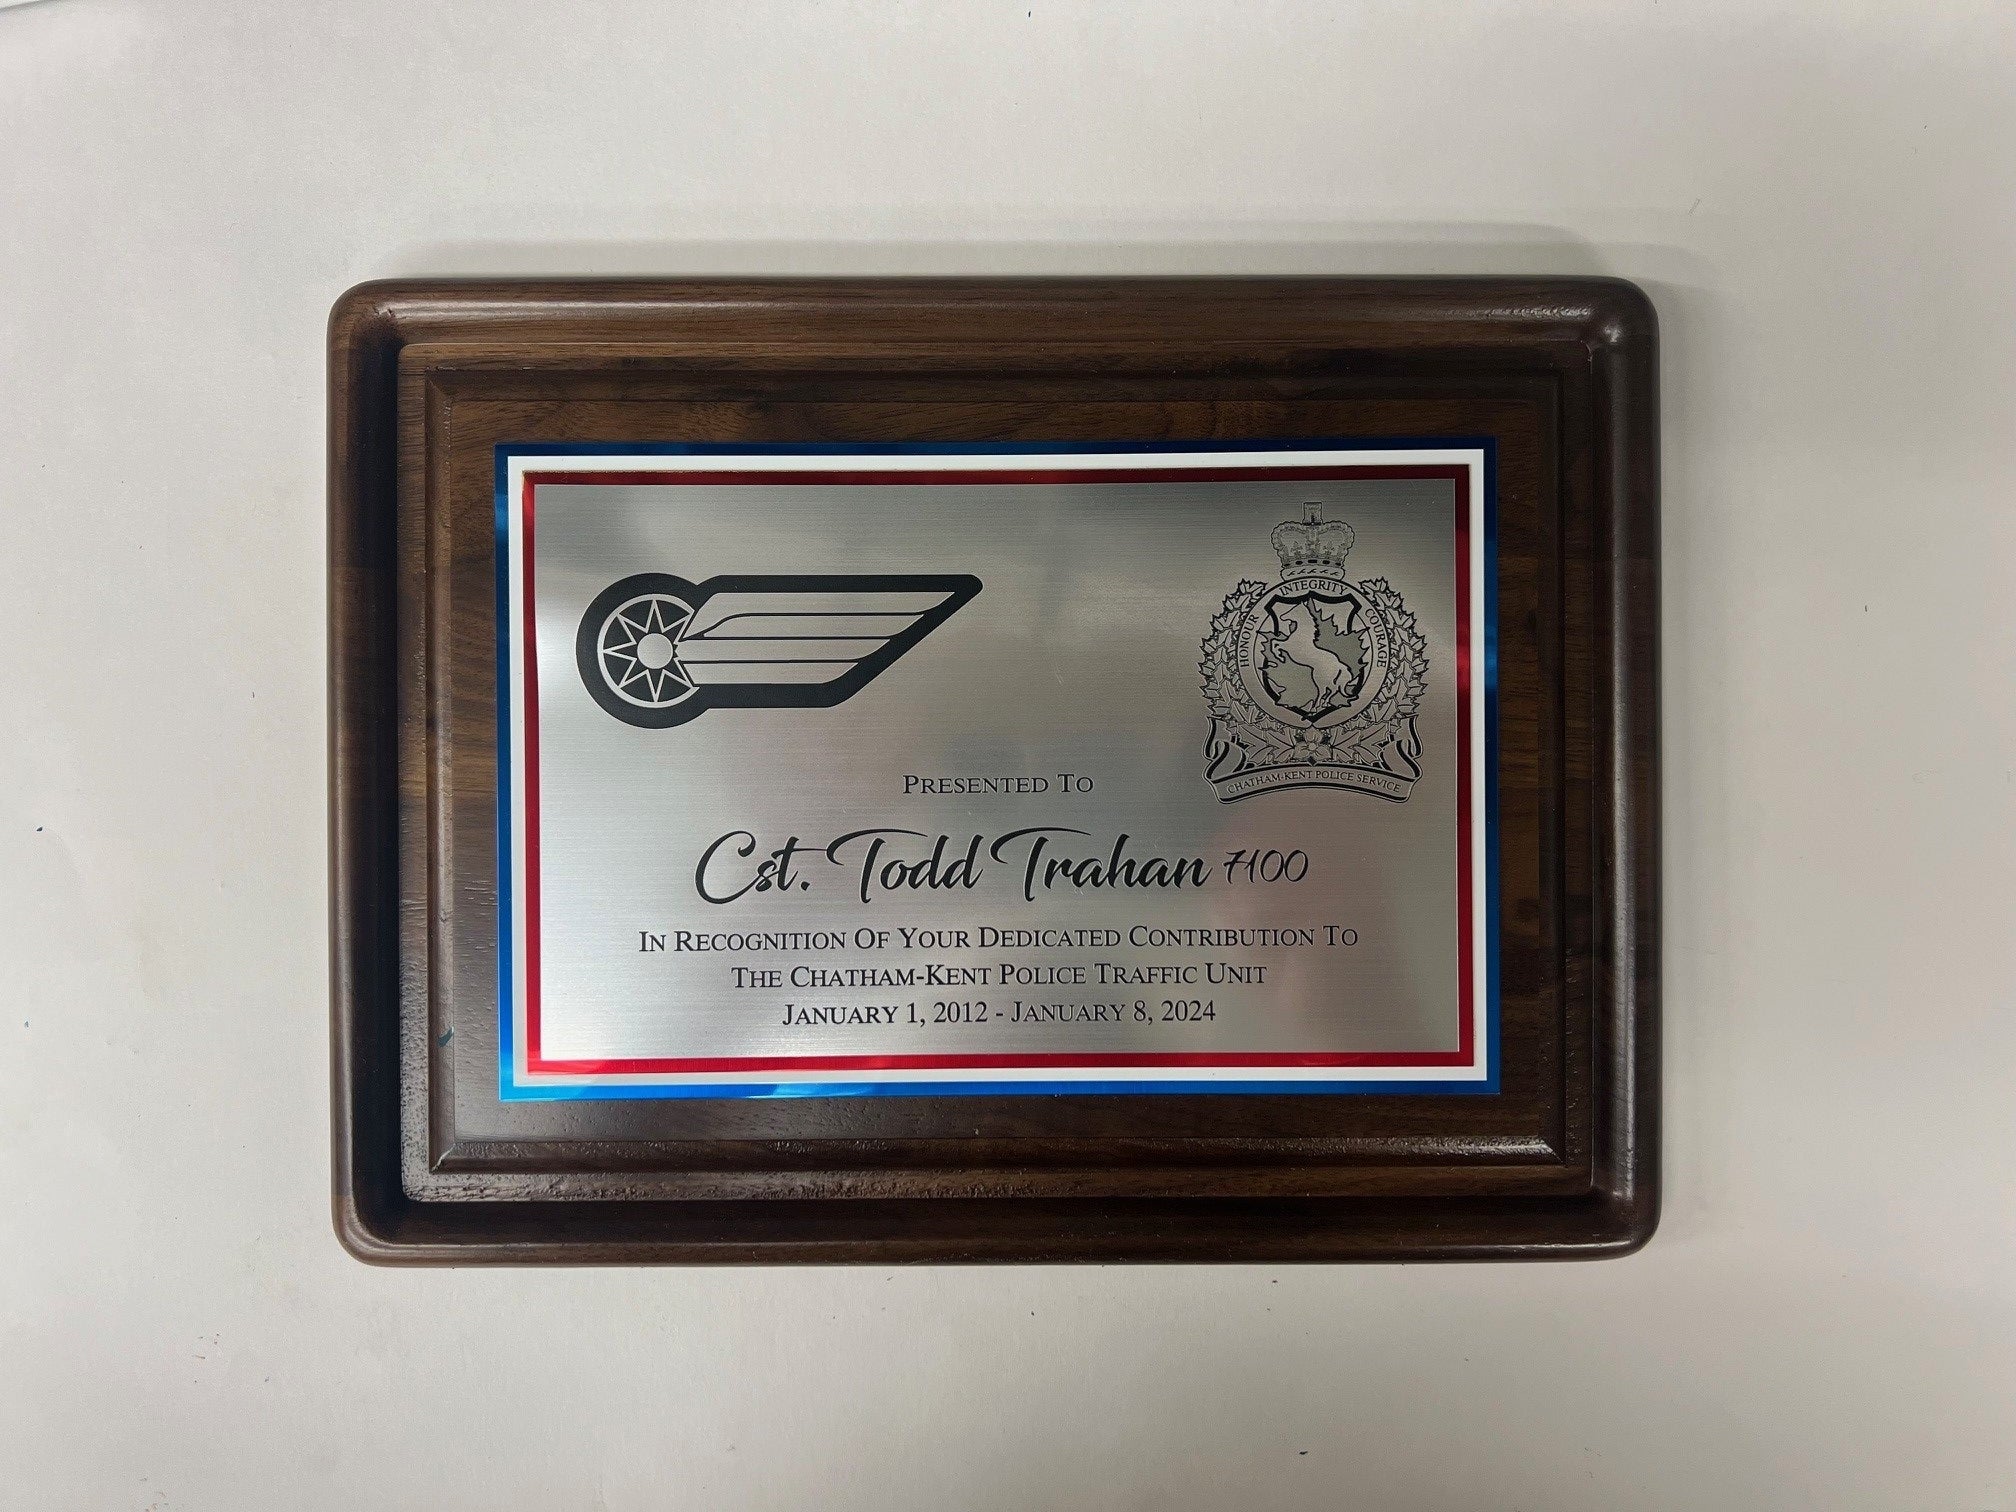 INTEGRITY
HONOUR
COURAGE
CHATHAM-KENT POLICE SERVICE
PRESENTED TO
Cst. Todd Trahan 7100
IN RECOGNITION OF YOUR DEDICATED CONTRIBUTION TO
THE CHATHAM-KENT POLICE TRAFFIC UNIT
JANUARY 1, 2012 - JANUARY 8, 2024